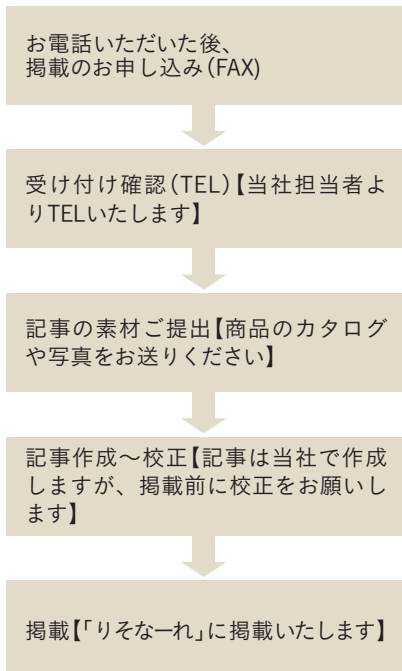 お電話いただいた後、
掲載のお申し込み(FAX)
受け付け確認(TEL)【当社担当者よ
りTELいたします】
記事の素材ご提出【商品のカタログ
や写真をお送りください】
記事作成〜校正【記事は当社で作成
しますが、掲載前に校正をお願いし
ます】
掲載【「りそなーれ」に掲載いたします】